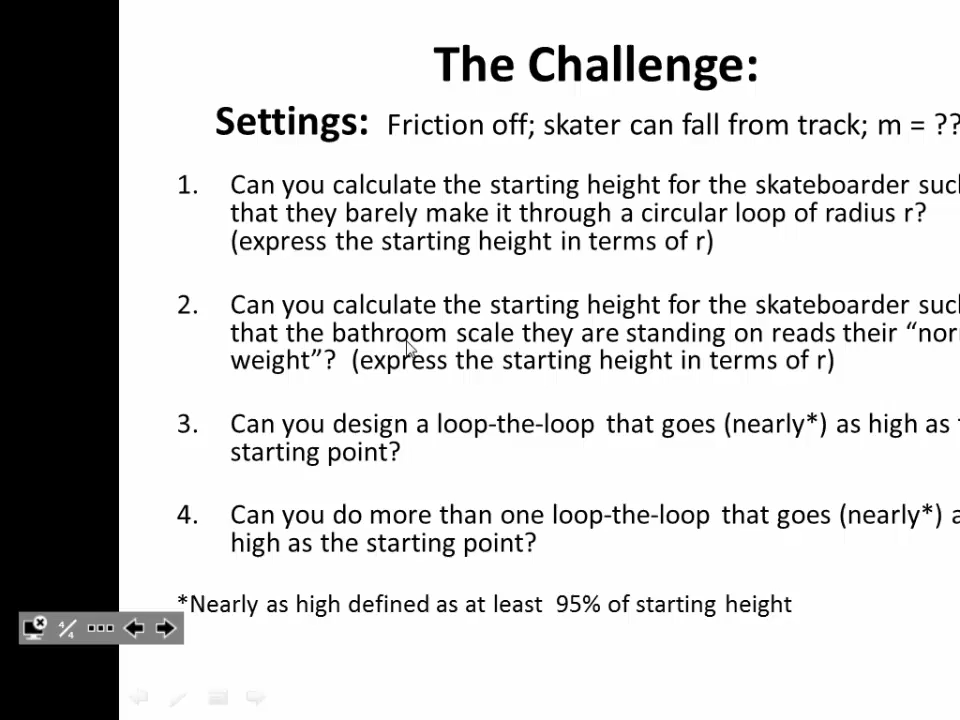 The Challenge:
Settings: Friction off; skater can fall from track; m = ??
1. Can you calculate the starting height for the skateboarder suc
that they barely make it through a circular loop of radius r?
(express the starting height in terms of r)
2. Can you calculate the starting height for the skateboarder suc
that the bathroom scale they are standing on reads their “nor
weight”? (express the starting height in terms of r)
3. Can you design a loop-the-loop that goes (nearly*) as high as
starting point?
4. Can you do more than one loop-the-loop that goes (nearly*) a
high as the starting point?
*Nearly as high defined as at least 95% of starting height
4/4